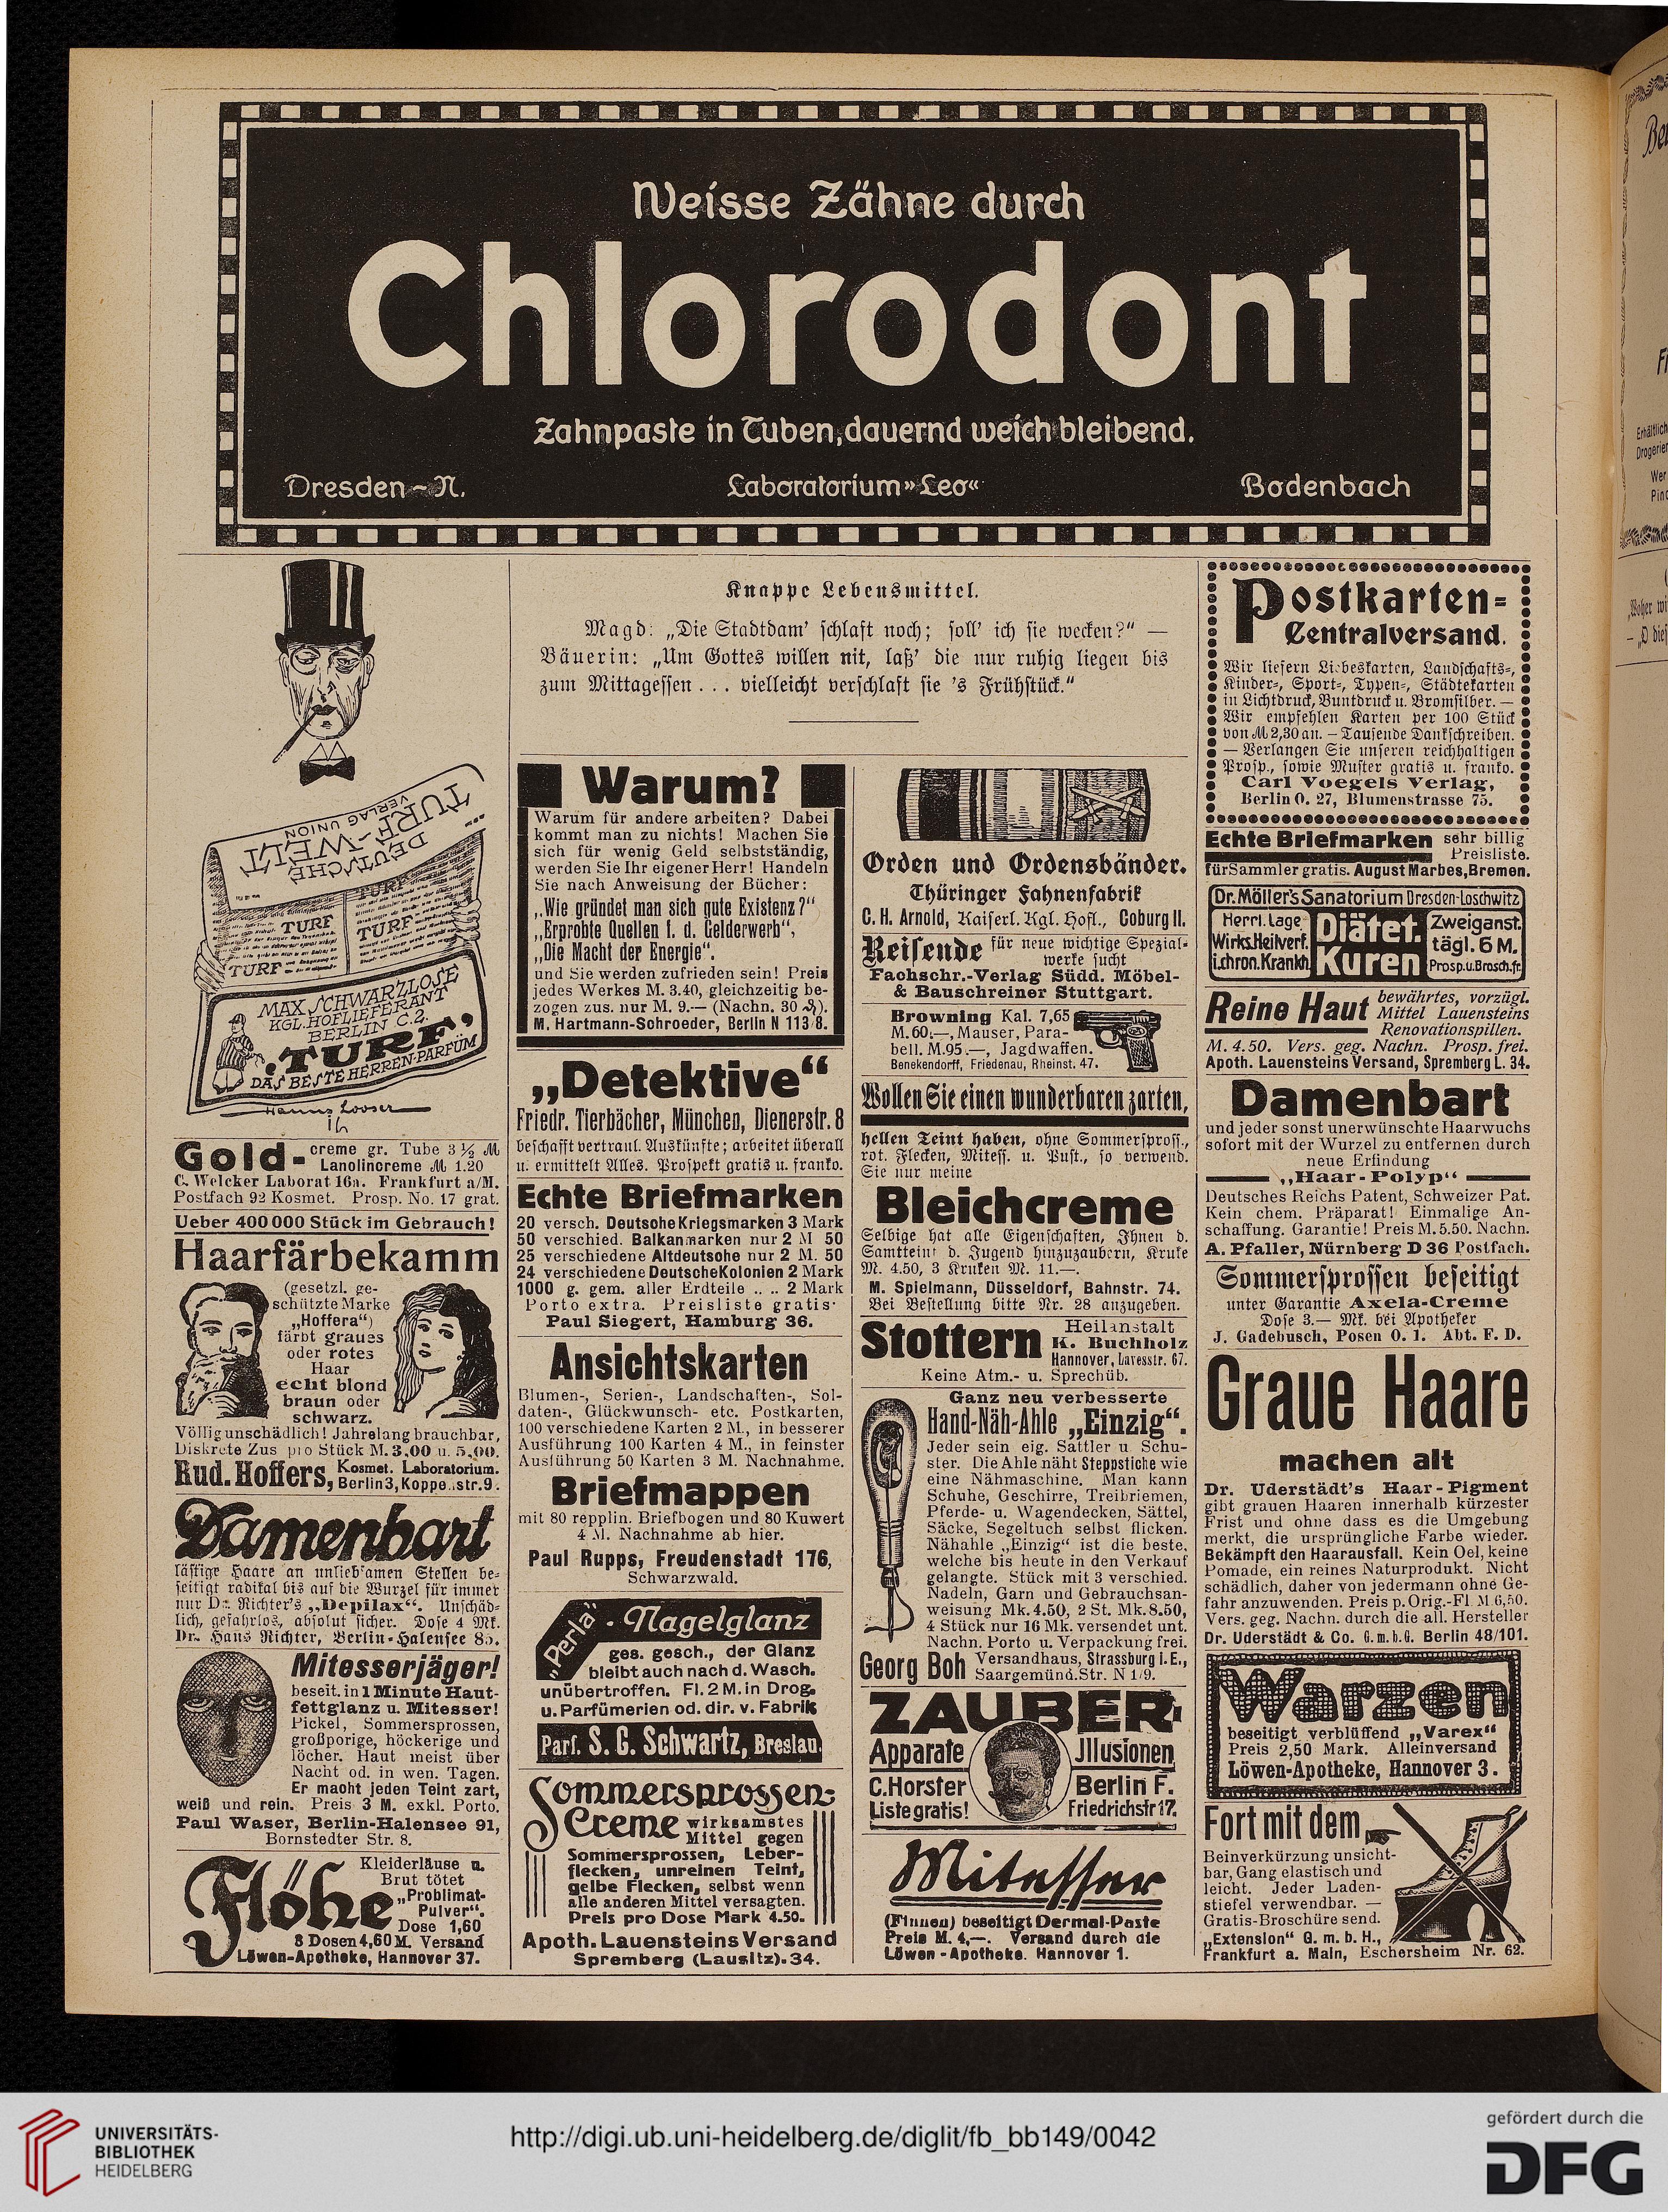 Weisse Zähne durch
Chlorodont
Zahnpaste in Tuben, dauernd weich bleibend.
Dresden-N. Laboratorium »Leo« Bodenbach
DEUTSCHE
TURF-WELT
VERLAG UNION
TURF
TURF
TURF
TURF
MAX SCHWARZLOSE
KGL. HOFLIEFERANT
BERLIN C.2.
„TURF"
DAS BESTE HERREN-PARFÜM
Hanns Looser
Gold-creme gr. Tube 3½ M
Lanolincreme M 1.20
C. Welcker Laborat. 16a. Frankfurt a/M.
Postfach 92 Kosmet. Prosp. No. 17 grat.
Ueber 400 000 Stück im Gebrauch!
Haarfärbekamm
(gesetzl. ge-
schützte Marke
„Hoffera“)
färbt graues
oder rotes
Haar
echt blond
braun oder
schwarz.
Völlig unschädlich! Jahrelang brauchbar,
Diskrete Zus pro Stück M. 3,00 u. 5,00.
Rud. Hoffers, Kosmet. Laboratorium.
Berlin 3, Koppenstr. 9.
Damenbart
lästige Haare an unliebsamen Stellen be-
seitigt radikal bis auf die Wurzel für immer
nur Dr. Richter's „Depilax“. Unschäd-
lich, gefahrlos, absolut sicher. Dose 4 Mk.
Dr. Hans Richter, Berlin-Halensee 85.
Mitesserjäger!
beseit. in 1 Minute Haut-
fettglanz u. Mitesser!
Pickel, Sommersprossen,
großporige, höckerige und
löcher. Haut meist über
Nacht od. in wen. Tagen.
Er macht jeden Teint zart,
weiß und rein. Preis 3 M. exkl. Porto.
Paul Waser, Berlin-Halensee 91,
Bornstedter Str. 8.
Flöhe
Kleiderläuse u.
Brut tötet
„Problimat-
Pulver“.
Dose 1,60
3 Dosen 4,60 M. Versand
Löwen-Apotheke, Hannover 37.
Knappe Lebensmittel.
Magd: „Die Stadtdam' schlaft noch; soll' ich sie wecken?“ —
Bäuerin: „Um Gottes willen nit, laß' die nur ruhig liegen bis
zum Mittagessen . . . vielleicht verschlaft sie 's Frühstück.“
Warum?
Warum für andere arbeiten? Dabei
kommt man zu nichts! Machen Sie
sich für wenig Geld selbstständig,
werden Sie Ihr eigener Herr! Handeln
Sie nach Anweisung der Bücher:
„Wie gründet man sich gute Existenz?“
„Erprobte Quellen f. d. Gelderwerb“,
„Die Macht der Energie“.
und Sie werden zufrieden sein! Preis
jedes Werkes M. 3.40, gleichzeitig be-
zogen zus. nur M. 9.— (Nachn. 30 ₰).
M. Hartmann-Schroeder, Berlin N 113/8.
„Detektive“
Friedr. Tierbächer, München, Dienerstr. 8
beschafft vertraul. Auskünfte; arbeitet überall
u. ermittelt Alles. Prospekt gratis u. franko.
Echte Briefmarken
20 versch. Deutsche Kriegsmarken 3 Mark
50 verschied. Balkanmarken nur 2 M 50
25 verschiedene Altdeutsche nur 2 M. 50
24 verschiedene Deutsche Kolonien 2 Mark
1000 g. gem. aller Erdteile .. .. 2 Mark
Porto extra. Preisliste gratis.
Paul Siegert, Hamburg 36.
Ansichtskarten
Blumen-, Serien-, Landschaften-, Sol-
daten-, Glückwunsch- etc. Postkarten,
100 verschiedene Karten 2 M., in besserer
Ausführung 100 Karten 4 M., in feinster
Ausführung 50 Karten 3 M. Nachnahme.
Briefmappen
mit 80 repplin. Briefbogen und 80 Kuwert
4 M. Nachnahme ab hier.
Paul Rupps, Freudenstadt 176,
Schwarzwald.
„Perla“ - Nagelglanz
ges. gesch., der Glanz
bleibt auch nach d. Wasch.
unübertroffen. Fl. 2 M. in Drog.
u. Parfümerien od. dir. v. Fabrik
Parf. S. G. Schwartz, Breslau.
Sommersprossen-
Creme wirksamstes
Mittel gegen
Sommersprossen, Leber-
flecken, unreinen Teint,
gelbe Flecken, selbst wenn
alle anderen Mittel versagten.
Preis pro Dose Mark 4.50.
Apoth. Lauensteins Versand
Spremberg (Lausitz). 34.
Orden und Ordensbänder.
Thüringer Fahnenfabrik
C. H. Arnold, Kaiserl. Kgl. Hofl., Coburg II.
Reisende für neue wichtige Spezial-
werke sucht
Fachschr.-Verlag Südd. Möbel-
& Bauschreiner Stuttgart.
Browning Kal. 7,65
M. 60.—, Mauser, Para-
bell. M. 95.—, Jagdwaffen.
Benekendorff, Friedenau, Rheinst. 47.
Wollen Sie einen wunderbaren zarten,
hellen Teint haben, ohne Sommerspross.,
rot. Flecken, Mitess. u. Pust., so verwend.
Sie nur meine
Bleichcreme
Selbige hat alle Eigenschaften, Ihnen d.
Samtteint d. Jugend hinzuzaubern, Kruke
M. 4.50, 3 Kruken M. 11.—.
M. Spielmann, Düsseldorf, Bahnstr. 74.
Bei Bestellung bitte Nr. 28 anzugeben.
Stottern Heilanstalt
K. Buchholz
Hannover, Lavesstr. 67.
Keine Atm.- u. Sprechüb.
Ganz neu verbesserte
Hand-Näh-Ahle „Einzig“.
Jeder sein eig. Sattler u. Schu-
ster. Die Ahle näht Steppstiche wie
eine Nähmaschine. Man kann
Schuhe, Geschirre, Treibriemen,
Pferde- u. Wagendecken, Sättel,
Säcke, Segeltuch selbst flicken.
Nähahle „Einzig“ ist die beste,
welche bis heute in den Verkauf
gelangte. Stück mit 3 verschied.
Nadeln, Garn und Gebrauchsan-
weisung Mk. 4.50, 2 St. Mk. 8.50,
4 Stück nur 16 Mk. versendet unt.
Nachn. Porto u. Verpackung frei.
Georg Boh Versandhaus, Strassburg i. E.,
Saargemünd. Str. N 1/9.
ZAUBER-
Apparate Jllusionen
C. Horster Berlin F.
Liste gratis! Friedrichstr 17.
Mitesser
(Finnen) beseitigt Dermal-Paste
Preis M. 4,—. Versand durch die
Löwen-Apotheke. Hannover 1.
Postkarten-
Centralversand.
Wir liefern Liebeskarten, Landschafts-,
Kinder-, Sport-, Typen-, Städtekarten
in Lichtdruck, Buntdruck u. Bromsilber. —
Wir empfehlen Karten per 100 Stück
von M 2,30 an. — Tausende Dankschreiben.
— Verlangen Sie unseren reichhaltigen
Prosp., sowie Muster gratis u. franko.
Carl Voegels Verlag,
Berlin O. 27, Blumenstrasse 75.
Echte Briefmarken sehr billig
Preisliste.
für Sammler gratis. August Marbes, Bremen.
Dr. Möller's Sanatorium Dresden-Loschwitz
Herrl. Lage
Wirks. Heilverf.
i. chron. Krankh.
Diätet.
Kuren
Zweiganst.
tägl. 6 M.
Prosp. u. Brosch. fr.
Reine Haut bewährtes, vorzügl.
Mittel Lauensteins
Renovationspillen.
M. 4.50. Vers. geg. Nachn. Prosp. frei.
Apoth. Lauensteins Versand, Spremberg L. 34.
Damenbart
und jeder sonst unerwünschte Haarwuchs
sofort mit der Wurzel zu entfernen durch
neue Erfindung
„Haar-Polyp“
Deutsches Reichs Patent, Schweizer Pat.
Kein chem. Präparat! Einmalige An-
schaffung. Garantie! Preis M. 5.50. Nachn.
A. Pfaller, Nürnberg D 36 Postfach.
Sommersprossen beseitigt
unter Garantie Axela-Creme
Dose 3.— Mk. bei Apotheker
J. Gadebusch, Posen O. 1. Abt. F. D.
Graue Haare
machen alt
Dr. Uderstädt's Haar-Pigment
gibt grauen Haaren innerhalb kürzester
Frist und ohne dass es die Umgebung
merkt, die ursprüngliche Farbe wieder.
Bekämpft den Haarausfall. Kein Oel, keine
Pomade, ein reines Naturprodukt. Nicht
schädlich, daher von jedermann ohne Ge-
fahr anzuwenden. Preis p. Orig.-Fl. M. 6,50.
Vers. geg. Nachn. durch die all. Hersteller
Dr. Uderstädt & Co. G.m.b.G. Berlin 48/101.
Warzen
beseitigt verblüffend „Varex“
Preis 2,50 Mark. Alleinversand
Löwen-Apotheke, Hannover 3.
Fort mit dem
Beinverkürzung unsicht-
bar, Gang elastisch und
leicht. Jeder Laden-
stiefel verwendbar. —
Gratis-Broschüre send.
„Extension“ G. m. b. H.,
Frankfurt a. Main, Eschersheim Nr. 62.
Erhältlich
Drogerien
UNIVERSITÄTS-
BIBLIOTHEK
HEIDELBERG
http://digi.ub.uni-heidelberg.de/diglit/fb_bb149/0042
gefördert durch die
DFG